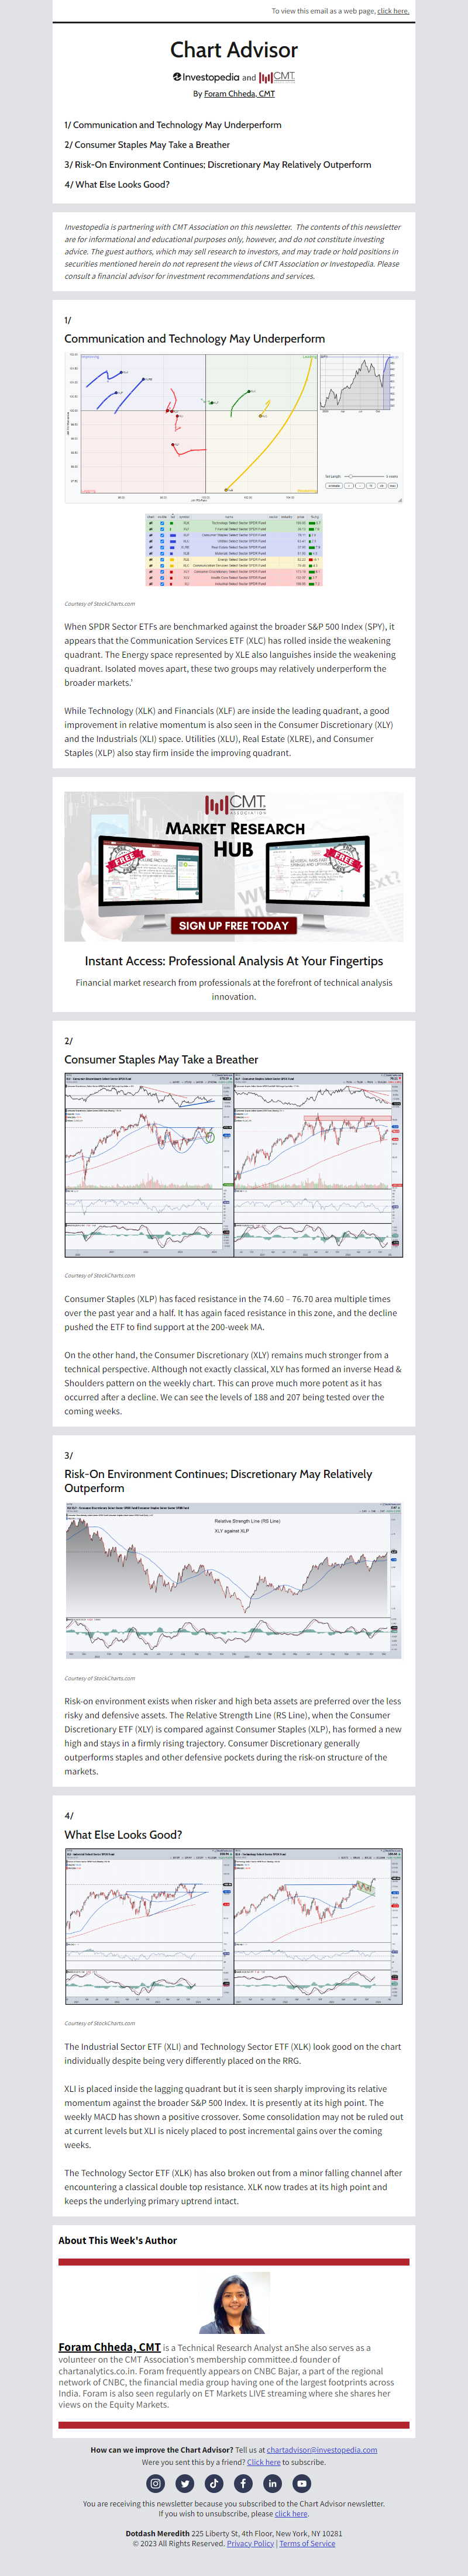 To view this email as a web page, click here.
Chart Advisor
Investopedia and CMT ASSOCIATION
By Foram Chheda, CMT
1/ Communication and Technology May Underperform
2/ Consumer Staples May Take a Breather
3/ Risk-On Environment Continues; Discretionary May Relatively Outperform
4/ What Else Looks Good?
Investopedia is partnering with CMT Association on this newsletter. The contents of this newsletter
are for informational and educational purposes only, however, and do not constitute investing
advice. The guest authors, which may sell research to investors, and may trade or hold positions in
securities mentioned herein do not represent the views of CMT Association or Investopedia. Please
consult a financial advisor for investment recommendations and services.
1/
Communication and Technology May Underperform
Improving
Leading
Lagging
Weakening
Courtesy of StockCharts.com
When SPDR Sector ETFs are benchmarked against the broader S&P 500 Index (SPY), it
appears that the Communication Services ETF (XLC) has rolled inside the weakening
quadrant. The Energy space represented by XLE also languishes inside the weakening
quadrant. Isolated moves apart, these two groups may relatively underperform the
broader markets.'
While Technology (XLK) and Financials (XLF) are inside the leading quadrant, a good
improvement in relative momentum is also seen in the Consumer Discretionary (XLY)
and the Industrials (XLI) space. Utilities (XLU), Real Estate (XLRE), and Consumer
Staples (XLP) also stay firm inside the improving quadrant.
CMT
ASSOCIATION
MARKET RESEARCH
HUB
FREE
FREE
SIGN UP FREE TODAY
Instant Access: Professional Analysis At Your Fingertips
Financial market research from professionals at the forefront of technical analysis
innovation.
2/
Consumer Staples May Take a Breather
Courtesy of StockCharts.com
Consumer Staples (XLP) has faced resistance in the 74.60 – 76.70 area multiple times
over the past year and a half. It has again faced resistance in this zone, and the decline
pushed the ETF to find support at the 200-week MA.
On the other hand, the Consumer Discretionary (XLY) remains much stronger from a
technical perspective. Although not exactly classical, XLY has formed an inverse Head &
Shoulders pattern on the weekly chart. This can prove much more potent as it has
occurred after a decline. We can see the levels of 188 and 207 being tested over the
coming weeks.
3/
Risk-On Environment Continues; Discretionary May Relatively
Outperform
Relative Strength Line (RS Line)
XLY against XLP
Courtesy of StockCharts.com
Risk-on environment exists when risker and high beta assets are preferred over the less
risky and defensive assets. The Relative Strength Line (RS Line), when the Consumer
Discretionary ETF (XLY) is compared against Consumer Staples (XLP), has formed a new
high and stays in a firmly rising trajectory. Consumer Discretionary generally
outperforms staples and other defensive pockets during the risk-on structure of the
markets.
4/
What Else Looks Good?
Courtesy of StockCharts.com
The Industrial Sector ETF (XLI) and Technology Sector ETF (XLK) look good on the chart
individually despite being very differently placed on the RRG.
XLI is placed inside the lagging quadrant but it is seen sharply improving its relative
momentum against the broader S&P 500 Index. It is presently at its high point. The
weekly MACD has shown a positive crossover. Some consolidation may not be ruled out
at current levels but XLI is nicely placed to post incremental gains over the coming
weeks.
The Technology Sector ETF (XLK) has also broken out from a minor falling channel after
encountering a classical double top resistance. XLK now trades at its high point and
keeps the underlying primary uptrend intact.
About This Week's Author
Foram Chheda, CMT is a Technical Research Analyst anShe also serves as a
volunteer on the CMT Association's membership committee.d founder of
chartanalytics.co.in. Foram frequently appears on CNBC Bajar, a part of the regional
network of CNBC, the financial media group having one of the largest footprints across
India. Foram is also seen regularly on ET Markets LIVE streaming where she shares her
views on the Equity Markets.
How can we improve the Chart Advisor? Tell us at chartadvisor@investopedia.com
Were you sent this by a friend? Click here to subscribe.
You are receiving this newsletter because you subscribed to the Chart Advisor newsletter.
If you wish to unsubscribe, please click here.
Dotdash Meredith 225 Liberty St, 4th Floor, New York, NY 10281
© 2023 All Rights Reserved. Privacy Policy | Terms of Service